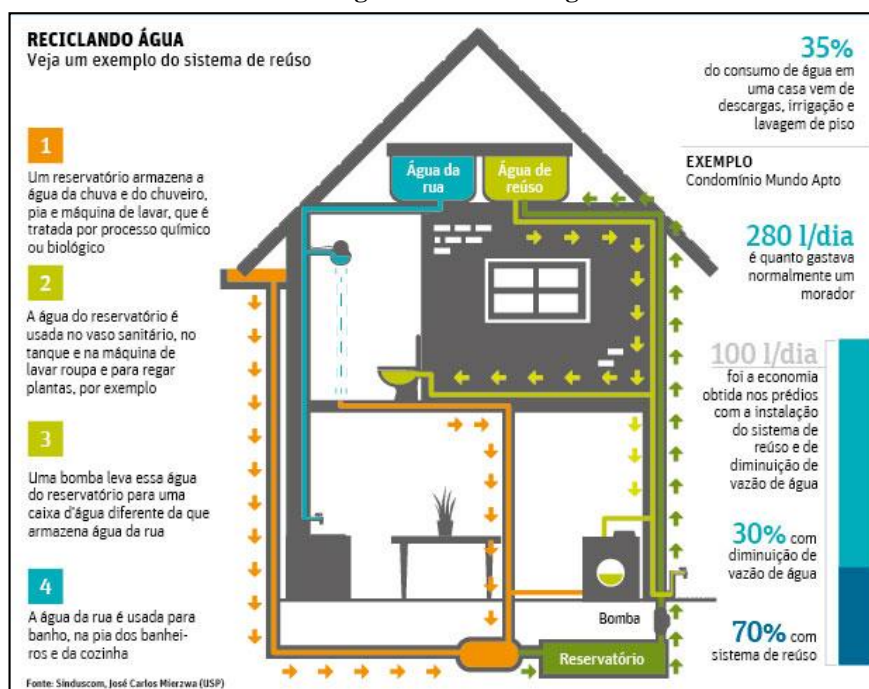 RECICLANDO ÁGUA
Veja um exemplo do sistema de reúso
1
Um reservatório armazena a
água da chuva e do chuveiro,
pia e máquina de lavar, que é
tratada por processo químico
ou biológico
2
A água do reservatório é
usada no vaso sanitário, no
tanque e na máquina de
lavar roupa e para regar
plantas, por exemplo
3
Uma bomba leva essa água
do reservatório para uma
caixa d'água diferente da que
armazena água da rua
4
A água da rua é usada para
banho, na pia dos banhei-
ros e da cozinha
Fonte: Sinduscom, José Carlos Mierzwa (USP)
Água da
rua
Água de
reúso
Bomba
Reservatório
35%
do consumo de água em
uma casa vem de
descargas, irrigação e
lavagem de piso
EXEMPLO
Condomínio Mundo Apto
280 l/dia
é quanto gastava
normalmente um
morador
100 l/dia
foi a economia
obtida nos prédios
com a instalação
do sistema de
reúso e de
diminuição de
vazão de água
30% com
diminuição de
vazão de água
70% com
sistema de reúso